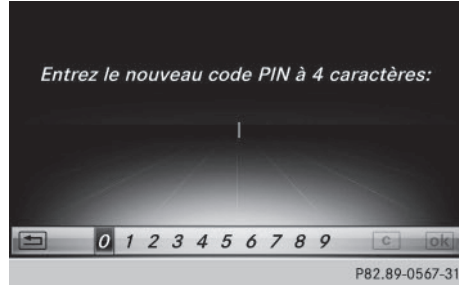 Entrez le nouveau code PIN à 4 caractères:
0 1 2 3 4 5 6 7 8 9 c ok
P82.89-0567-31